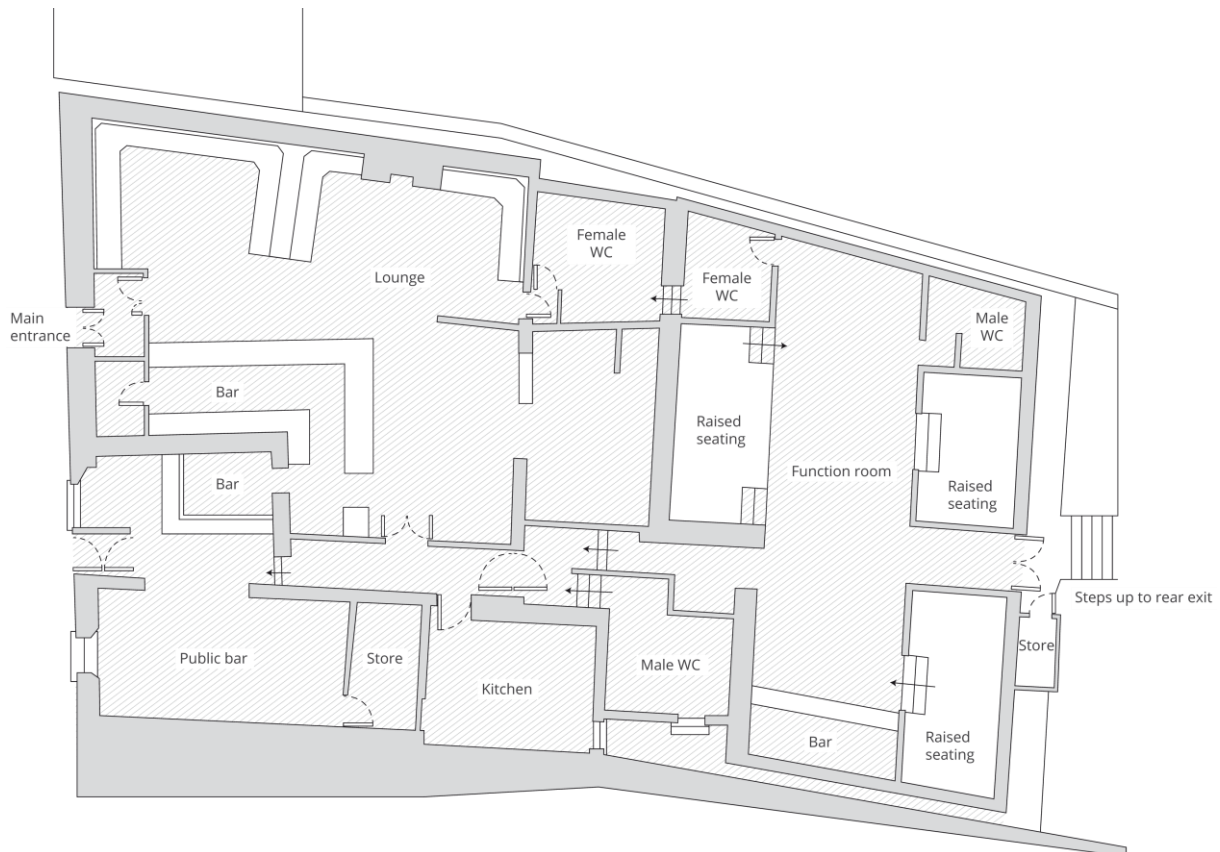 Female
WC
Female
WC
Lounge
Main
entrance
Male
WC
Bar
Raised
seating
Function room
Bar
Raised
seating
Steps up to rear exit
Public bar
Store
Male WC
Store
Kitchen
Bar
Raised
seating